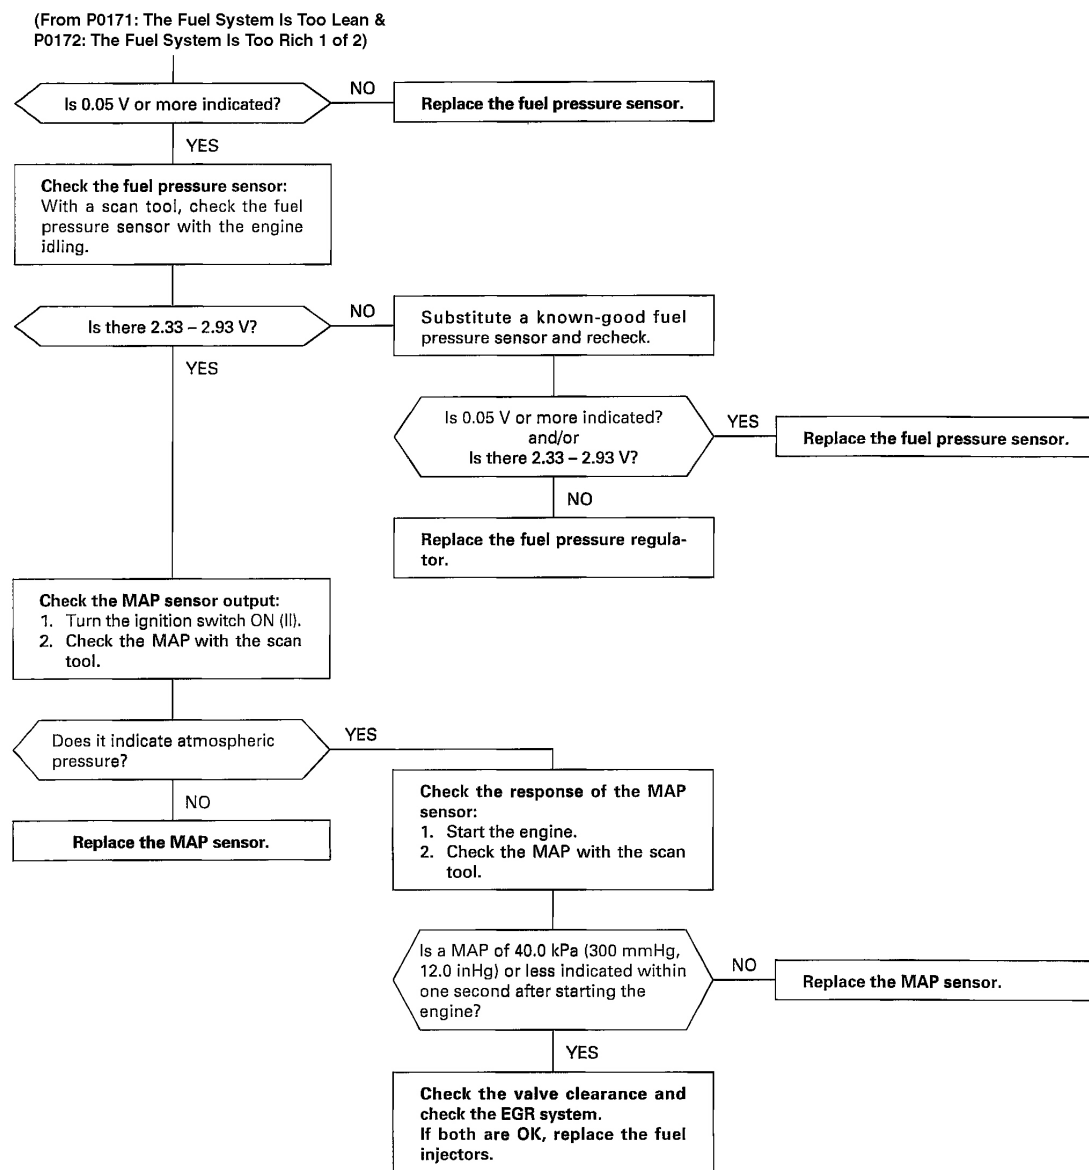 (From P0171: The Fuel System Is Too Lean &
P0172: The Fuel System Is Too Rich 1 of 2)
Is 0.05 V or more indicated?
NO
Replace the fuel pressure sensor.
YES
Check the fuel pressure sensor:
With a scan tool, check the fuel
pressure sensor with the engine
idling.
Is there 2.33 – 2.93 V?
NO
Substitute a known-good fuel
pressure sensor and recheck.
YES
Is 0.05 V or more indicated?
and/or
Is there 2.33 – 2.93 V?
YES
Replace the fuel pressure sensor.
NO
Replace the fuel pressure regula-
tor.
Check the MAP sensor output:
1. Turn the ignition switch ON (II).
2. Check the MAP with the scan
tool.
Does it indicate atmospheric
pressure?
YES
NO
Replace the MAP sensor.
Check the response of the MAP
sensor:
1. Start the engine.
2. Check the MAP with the scan
tool.
Is a MAP of 40.0 kPa (300 mmHg,
12.0 inHg) or less indicated within
one second after starting the
engine?
NO
Replace the MAP sensor.
YES
Check the valve clearance and
check the EGR system.
If both are OK, replace the fuel
injectors.